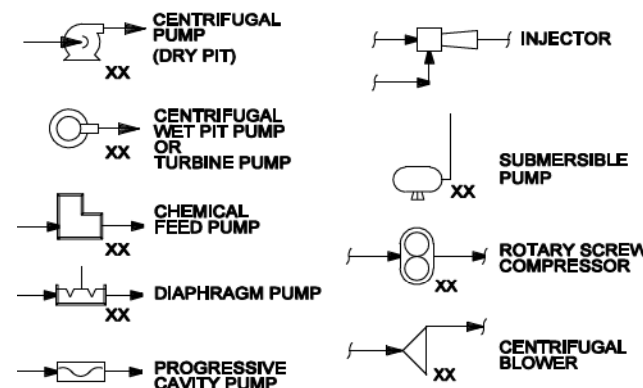 CENTRIFUGAL
PUMP
(DRY PIT)
XX
CENTRIFUGAL
WET PIT PUMP
OR
TURBINE PUMP
XX
CHEMICAL
FEED PUMP
XX
DIAPHRAGM PUMP
XX
PROGRESSIVE
CAVITY PUMP
INJECTOR
SUBMERSIBLE
PUMP
XX
ROTARY SCREW
COMPRESSOR
XX
CENTRIFUGAL
BLOWER
XX